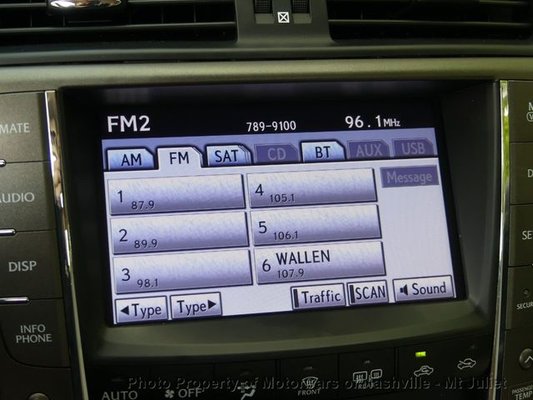 FM2 789-9100 96.1MHz
AM FM SAT CD BT AUX USB
1 87.9 4 105.1 Message
2 89.9 5 106.1
3 98.1 6 WALLEN 107.9
◄Type Type► Traffic SCAN Sound
AUDIO
DISP
INFO
PHONE
AUTO OFF
Photo Property of MotorCars of Nashville - Mt Juliet